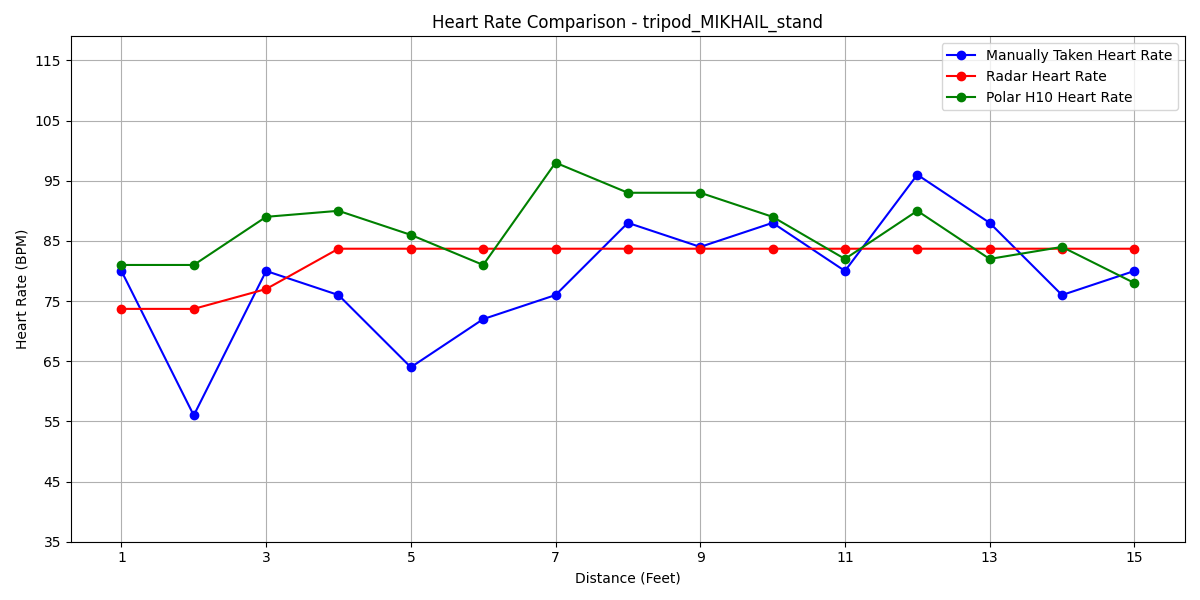 Heart Rate Comparison - tripod_MIKHAIL_stand
Manually Taken Heart Rate
Radar Heart Rate
Polar H10 Heart Rate
115
105
95
85
75
65
55
45
35
Heart Rate (BPM)
1 3 5 7 9 11 13 15
Distance (Feet)